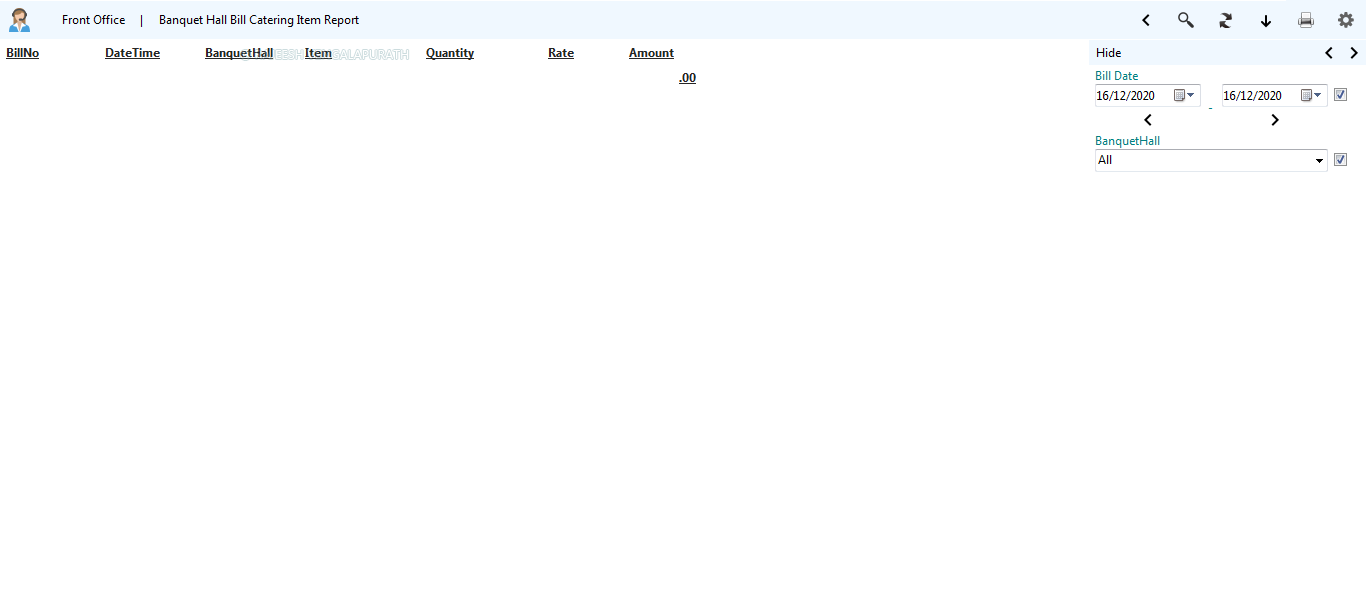 Front Office | Banquet Hall Bill Catering Item Report
BillNo DateTime BanquetHall Item Quantity Rate Amount
.00
Hide
Bill Date
16/12/2020 - 16/12/2020
BanquetHall
All